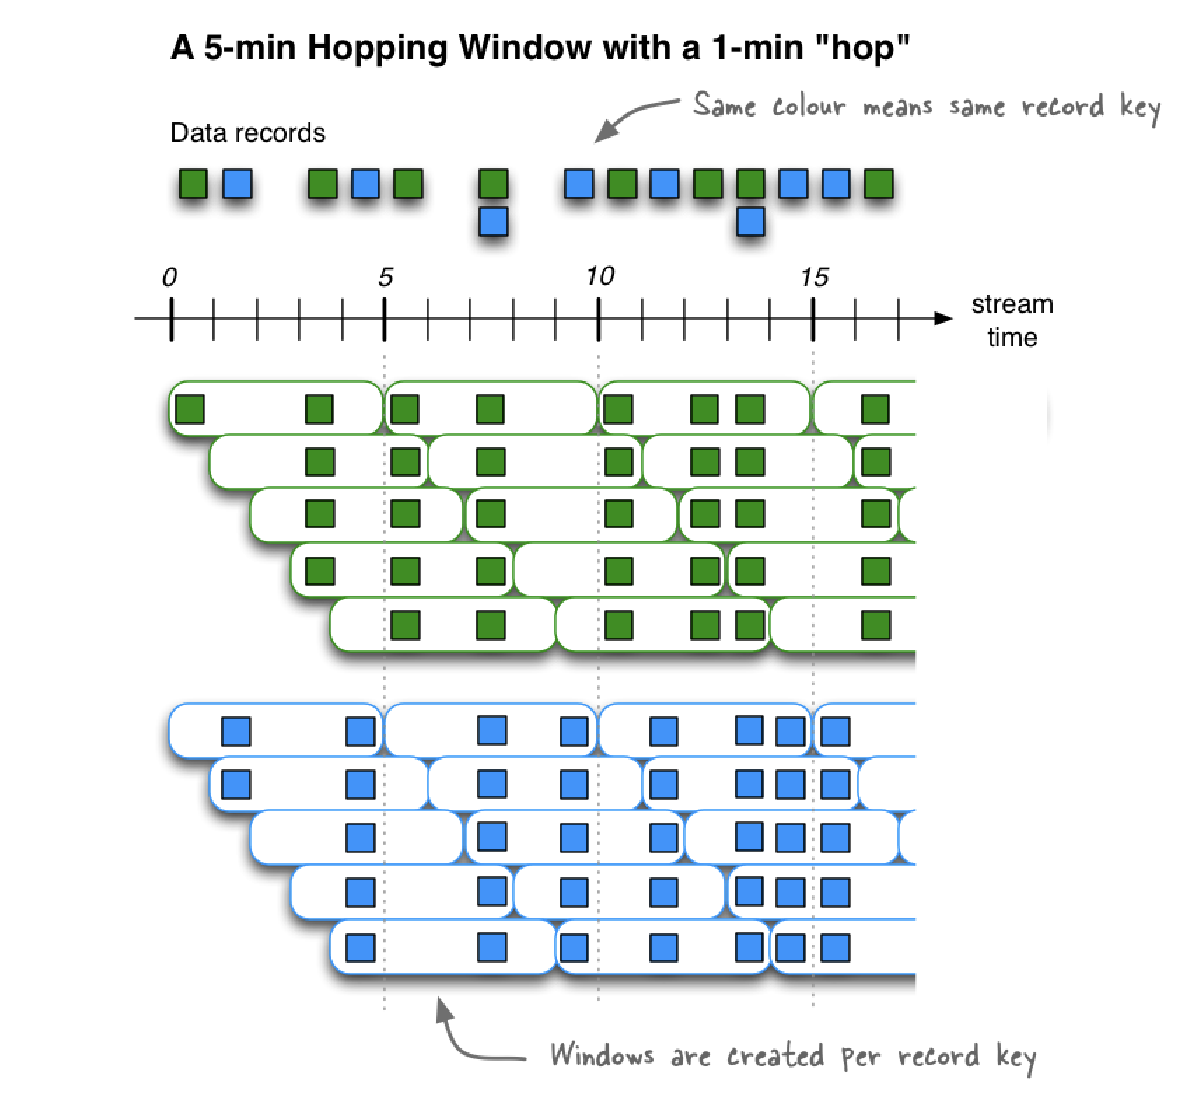 A 5-min Hopping Window with a 1-min "hop"
Same colour means same record key
Data records
0 5 10 15
stream
time
Windows are created per record key